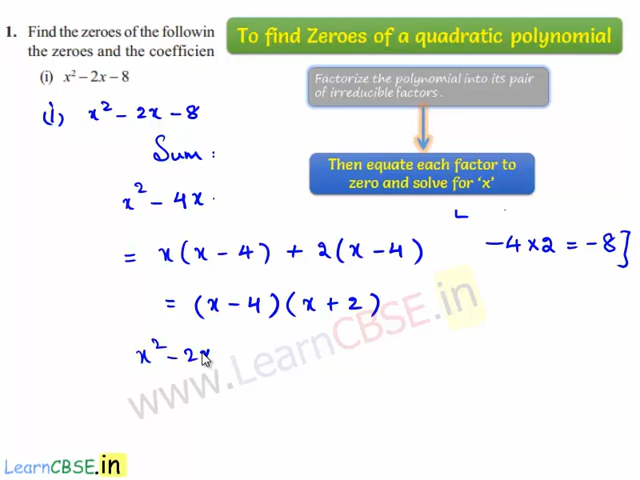 1. Find the zeroes of the followin
the zeroes and the coefficien
To find Zeroes of a quadratic polynomial
(i) x² – 2x – 8
Factorize the polynomial into its pair
of irreducible factors.
(i) x² – 2x – 8
Sum :
Then equate each factor to
zero and solve for ‘x’
x² – 4x
= x(x – 4) + 2(x – 4)
–4×2 = –8]
= (x – 4)(x + 2)
x² – 2x
www.LearnCBSE.in
LearnCBSE.in